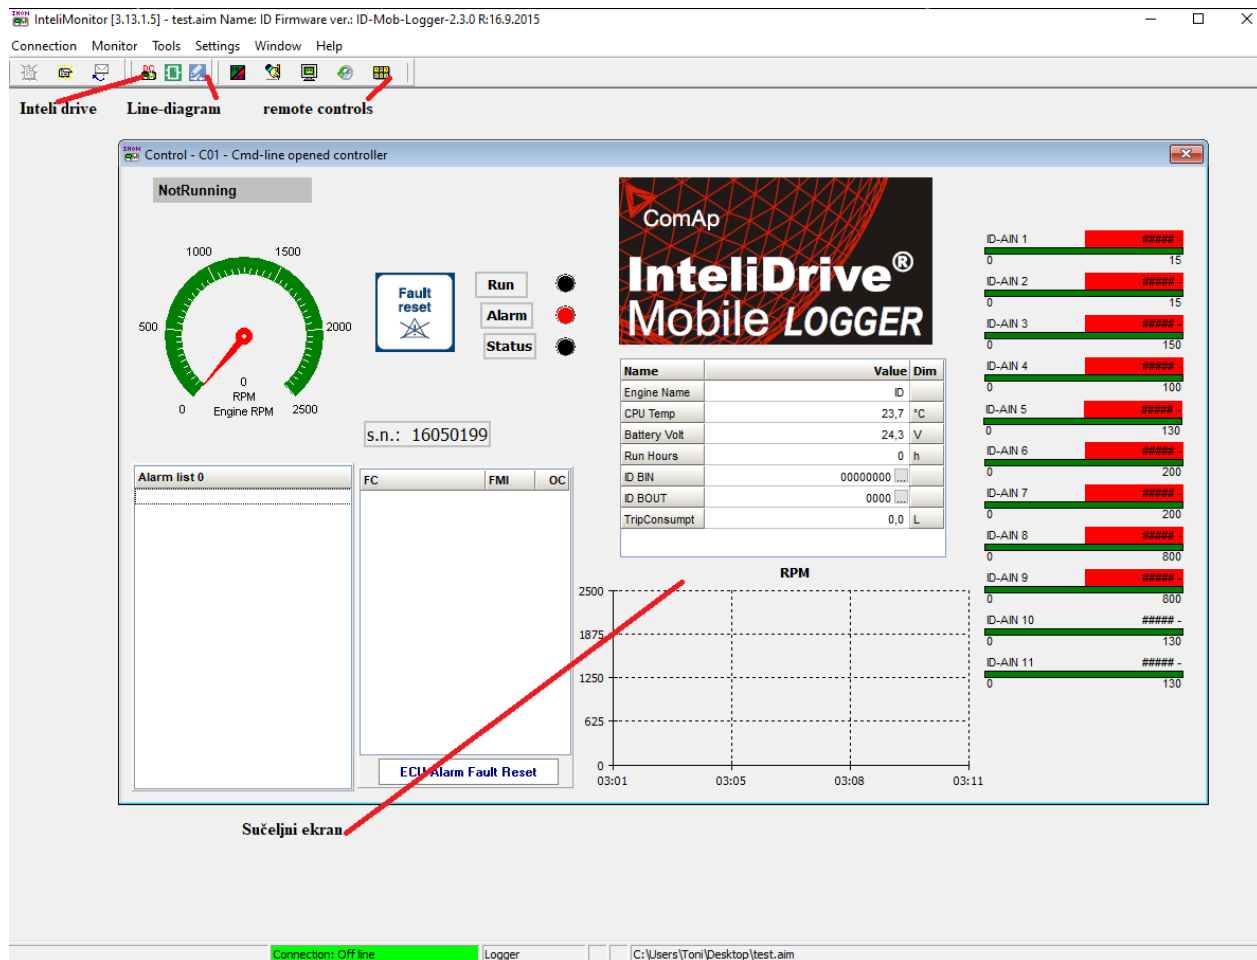 InteliMonitor [3.13.1.5] - test.aim Name: ID Firmware ver.: ID-Mob-Logger-2.3.0 R:16.9.2015
Connection Monitor Tools Settings Window Help
Inteli drive Line-diagram remote controls
Control - C01 - Cmd-line opened controller
NotRunning
0
500
1000
1500
2000
2500
0
RPM
Engine RPM
Fault
reset
Run
Alarm
Status
s.n.: 16050199
Alarm list 0
FC FMI OC
ECU Alarm Fault Reset
ComAp
InteliDrive®
Mobile LOGGER
Name Value Dim
Engine Name ID
CPU Temp 23,7 °C
Battery Volt 24,3 V
Run Hours 0 h
ID BIN 00000000 ...
ID BOUT 0000 ...
TripConsumpt 0,0 L
RPM
2500
1875
1250
625
0
03:01 03:05 03:08 03:11
ID-AIN 1 ##### -
0 15
ID-AIN 2 ##### -
0 15
ID-AIN 3 ##### -
0 150
ID-AIN 4 ##### -
0 100
ID-AIN 5 ##### -
0 130
ID-AIN 6 ##### -
0 200
ID-AIN 7 ##### -
0 200
ID-AIN 8 ##### -
0 800
ID-AIN 9 ##### -
0 800
ID-AIN 10 ##### -
0 130
ID-AIN 11 ##### -
0 130
Sučeljni ekran
Connection: Off line Logger C:\Users\Toni\Desktop\test.aim